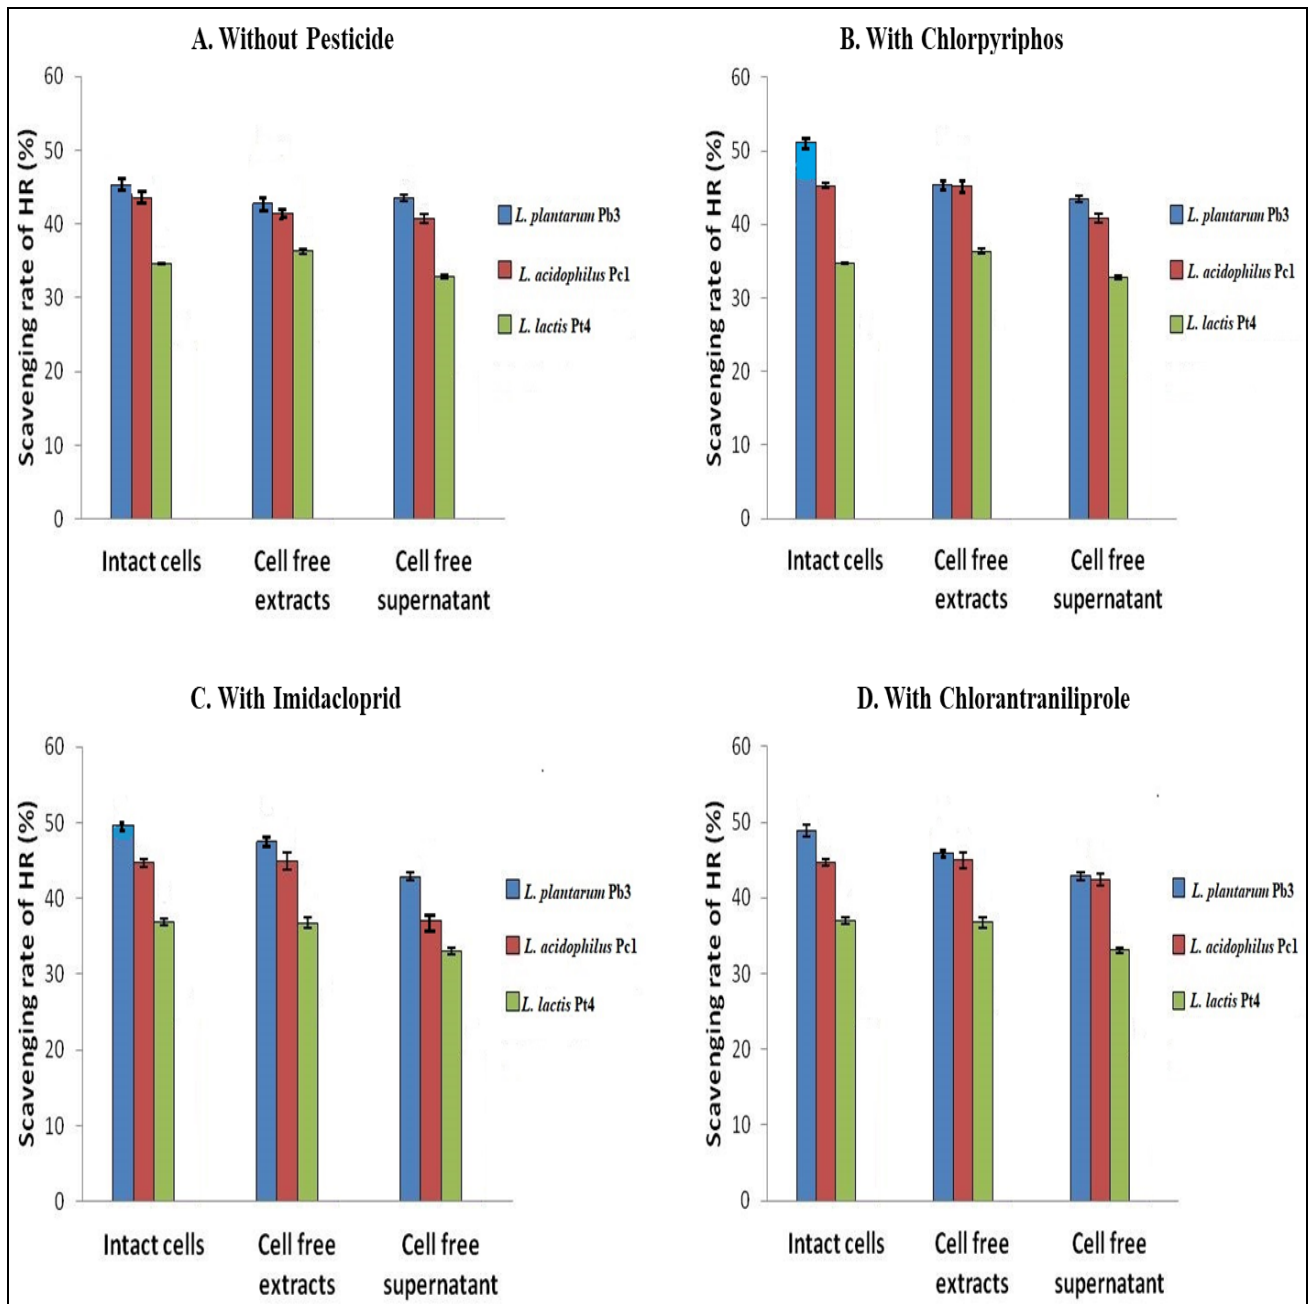 A. Without Pesticide
Scavenging rate of HR (%)
60
50
40
30
20
10
0
Intact cells
Cell free
extracts
Cell free
supernatant
L. plantarum Pb3
L. acidophilus Pc1
L. lactis Pt4
B. With Chlorpyriphos
Scavenging rate of HR (%)
60
50
40
30
20
10
0
Intact cells
Cell free
extracts
Cell free
supernatant
L. plantarum Pb3
L. acidophilus Pc1
L. lactis Pt4
C. With Imidacloprid
Scavenging rate of HR (%)
60
50
40
30
20
10
0
Intact cells
Cell free
extracts
Cell free
supernatant
L. plantarum Pb3
L. acidophilus Pc1
L. lactis Pt4
D. With Chlorantraniliprole
Scavenging rate of HR (%)
60
50
40
30
20
10
0
Intact cells
Cell free
extracts
Cell free
supernatant
L. plantarum Pb3
L. acidophilus Pc1
L. lactis Pt4